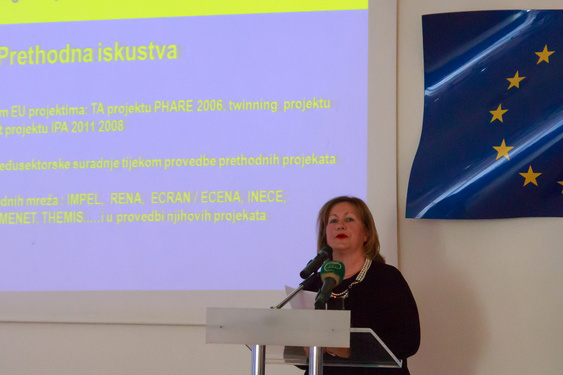 Prethodna iskustva
m EU projektima: TA projektu PHARE 2006, twinning projektu
t projektu IPA 2011 2008
edusektorske suradnje tijekom provedbe prethodnih projekata
dnih mreža : IMPEL, RENA, ECRAN / ECENA, INECE,
MENET, THEMIS.....i u provedbi njihovih projekata